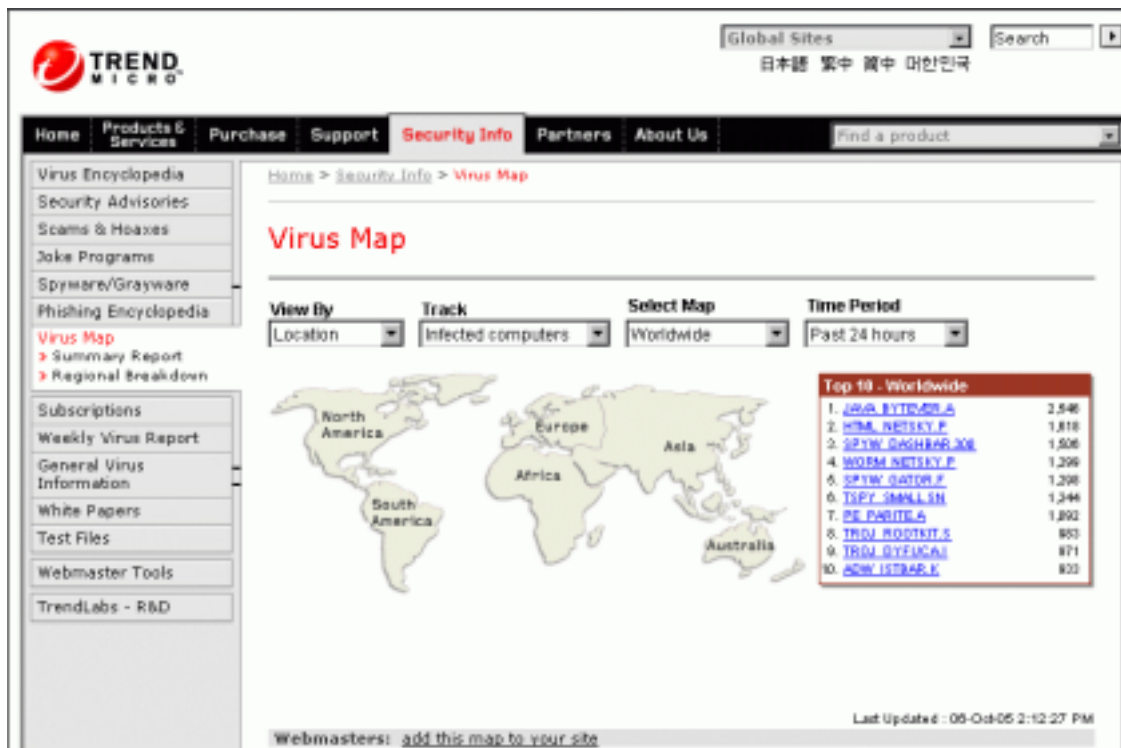 TREND
MICRO
Global Sites
Search
日本語 繁中 簡中 대한민국
Home
Products & Services
Purchase
Support
Security Info
Partners
About Us
Find a product
Virus Encyclopedia
Security Advisories
Scams & Hoaxes
Joke Programs
Spyware/Grayware
Phishing Encyclopedia
Virus Map
Summary Report
Regional Breakdown
Subscriptions
Weekly Virus Report
General Virus
Information
White Papers
Test Files
Webmaster Tools
TrendLabs - R&D
Home > Security Info > Virus Map
Virus Map
View By
Location
Track
Infected computers
Select Map
Worldwide
Time Period
Past 24 hours
North
America
South
America
Europe
Africa
Asia
Australia
Top 10 - Worldwide
1. JAVA_BYTEVER.A
2. HTML_NETSKY.P
3. SPYW_DASHBAR.300
4. WORM_NETSKY.P 1,299
5. SPYW_GATOR.F 1,298
6. TSPY_SMALL.SN
7. PE_PARITE.A
8. TROJ_ROOTKIT.S
9. TROJ_DYFUCA.I 971
10. ADW_ISTBAR.K
Last Updated : 2:12:27 PM
Webmasters: add this map to your site